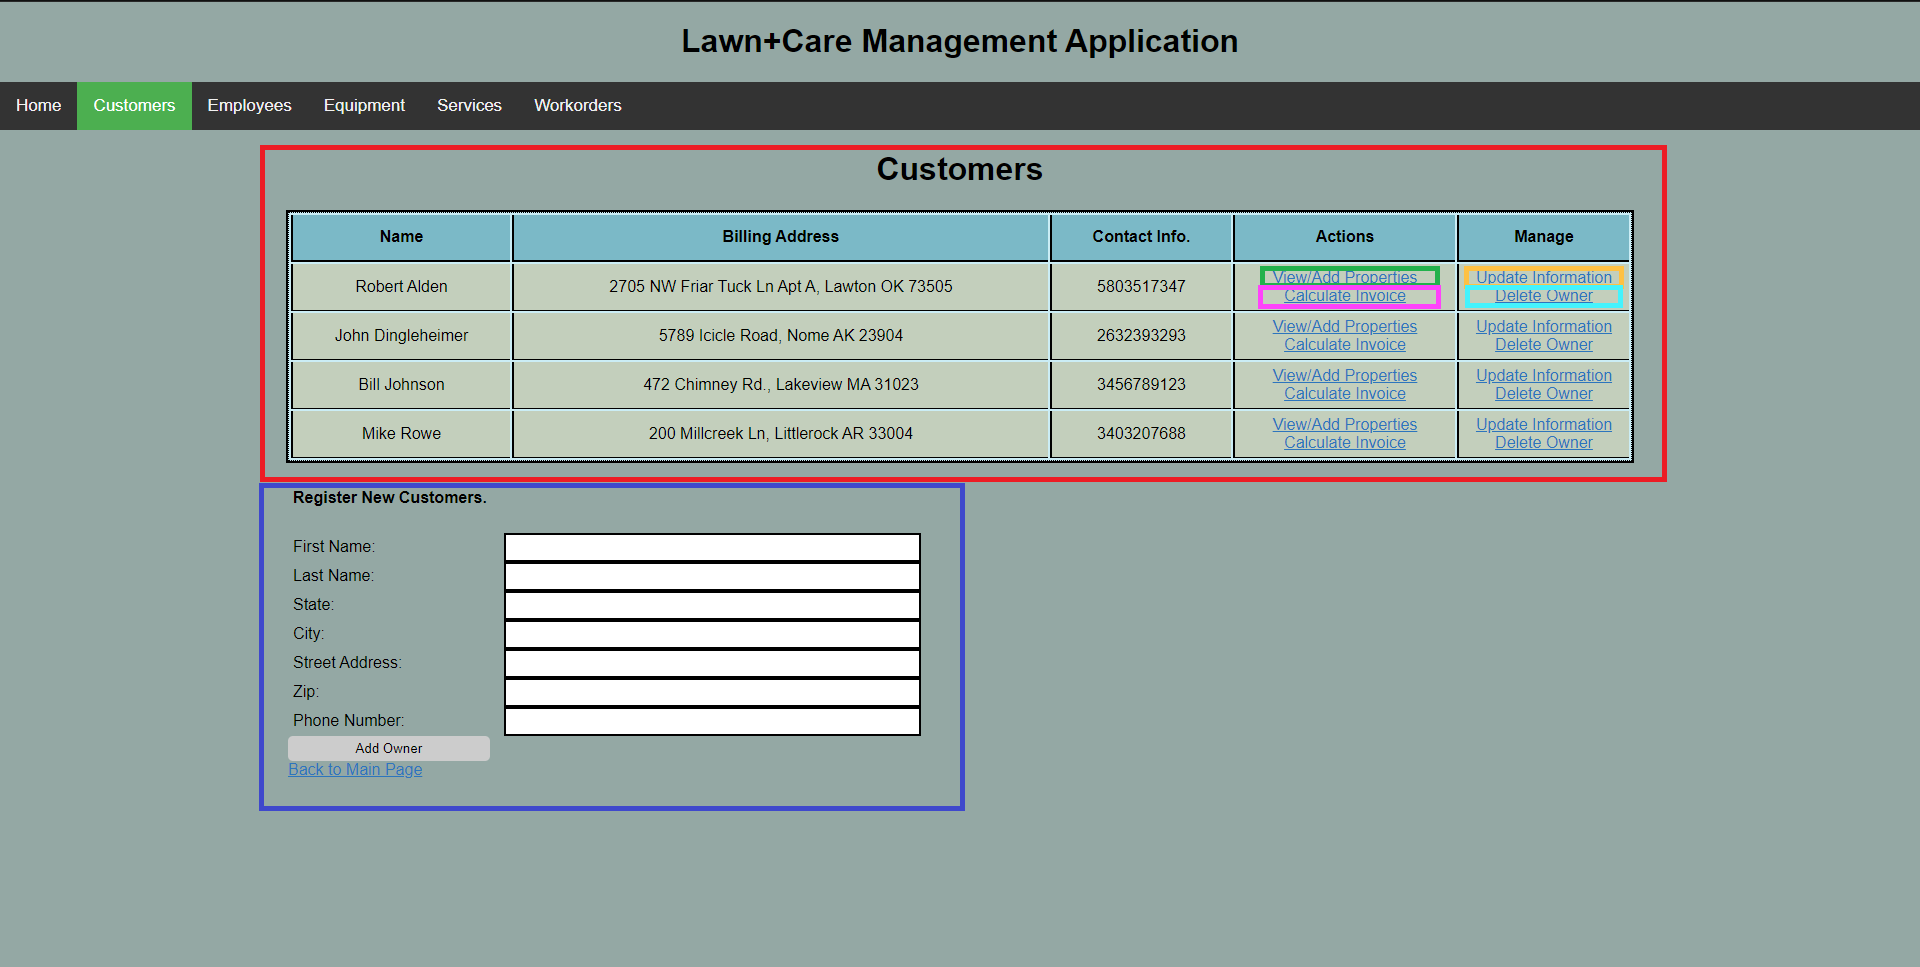 Lawn+Care Management Application
Home Customers Employees Equipment Services Workorders
Customers
Name Billing Address Contact Info. Actions Manage
Robert Alden 2705 NW Friar Tuck Ln Apt A, Lawton OK 73505 5803517347 View/Add Properties Update Information
Calculate Invoice Delete Owner
John Dingleheimer 5789 Icicle Road, Nome AK 23904 2632393293 View/Add Properties Update Information
Calculate Invoice Delete Owner
Bill Johnson 472 Chimney Rd., Lakeview MA 31023 3456789123 View/Add Properties Update Information
Calculate Invoice Delete Owner
Mike Rowe 200 Millcreek Ln, Littlerock AR 33004 3403207688 View/Add Properties Update Information
Calculate Invoice Delete Owner
Register New Customers.
First Name:
Last Name:
State:
City:
Street Address:
Zip:
Phone Number:
Add Owner
Back to Main Page